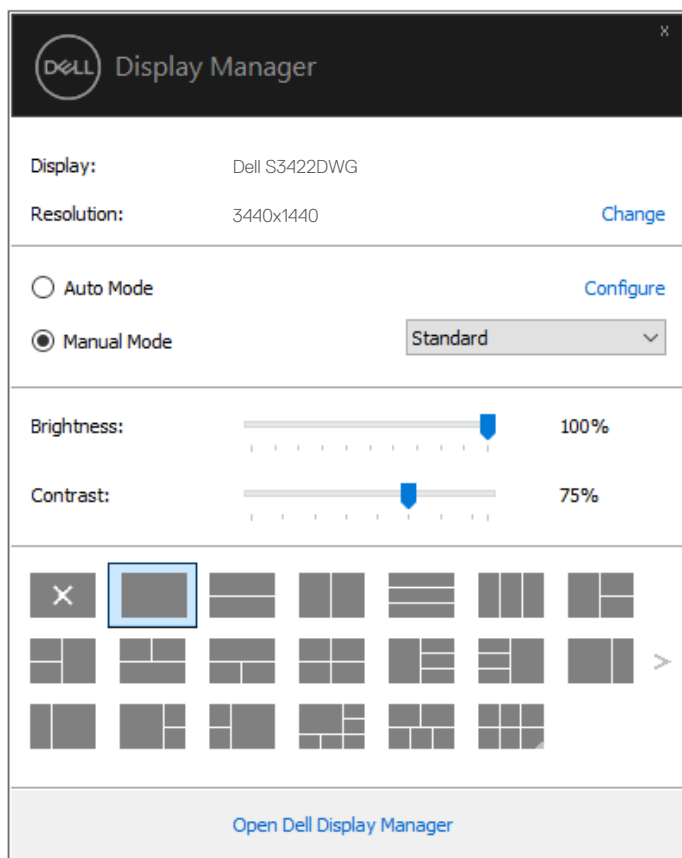 x
DELL Display Manager
Display: Dell S3422DWG
Resolution: 3440x1440 Change
Auto Mode Configure
Manual Mode Standard
Brightness: 100%
Contrast: 75%
Open Dell Display Manager